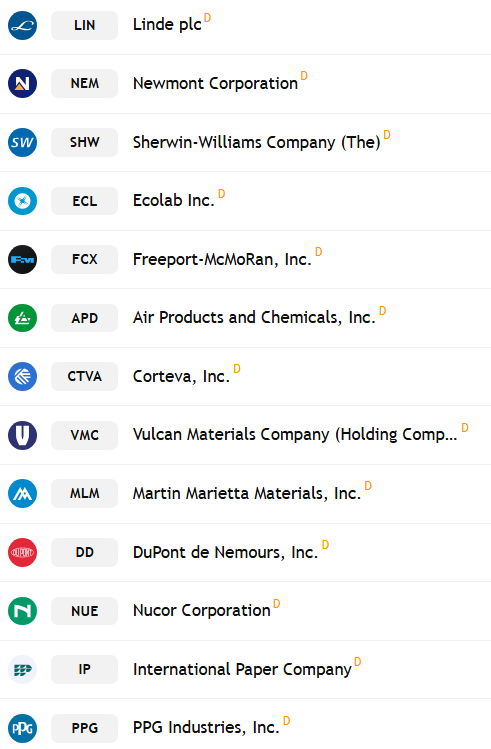 LIN Linde plc D
NEM Newmont Corporation D
SW SHW Sherwin-Williams Company (The) D
ECL Ecolab Inc. D
FCX Freeport-McMoRan, Inc. D
APD Air Products and Chemicals, Inc. D
CTVA Corteva, Inc. D
VMC Vulcan Materials Company (Holding Comp... D
MLM Martin Marietta Materials, Inc. D
DUPONT DD DuPont de Nemours, Inc. D
NUE Nucor Corporation D
IP International Paper Company D
PPG PPG PPG Industries, Inc. D